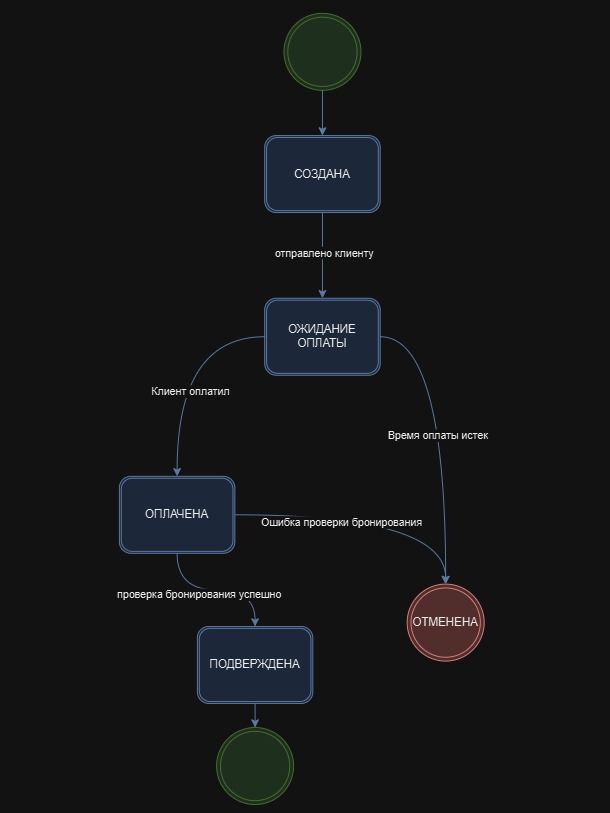 СОЗДАНА
отправлено клиенту
ОЖИДАНИЕ
ОПЛАТЫ
Клиент оплатил
Время оплаты истек
ОПЛАЧЕНА
Ошибка проверки бронирования
проверка бронирования успешно
ОТМЕНЕНА
ПОДВЕРЖДЕНА